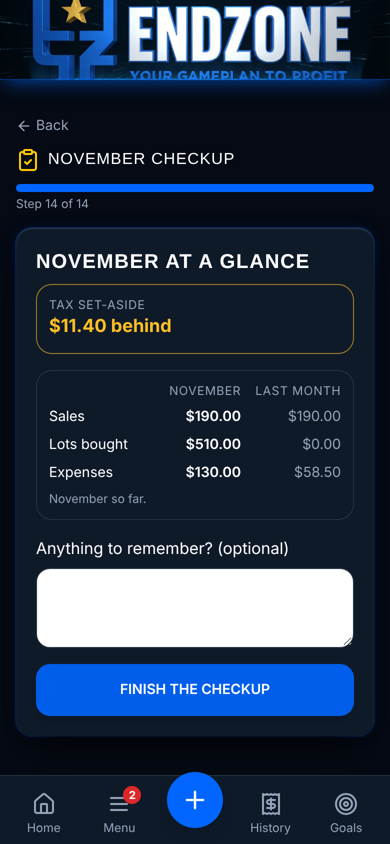 ENDZONE
YOUR GAMEPLAN TO PROFIT
← Back
NOVEMBER CHECKUP
Step 14 of 14
NOVEMBER AT A GLANCE
TAX SET-ASIDE
$11.40 behind
NOVEMBER LAST MONTH
Sales $190.00 $190.00
Lots bought $510.00 $0.00
Expenses $130.00 $58.50
November so far.
Anything to remember? (optional)
FINISH THE CHECKUP
2
Home Menu + History Goals